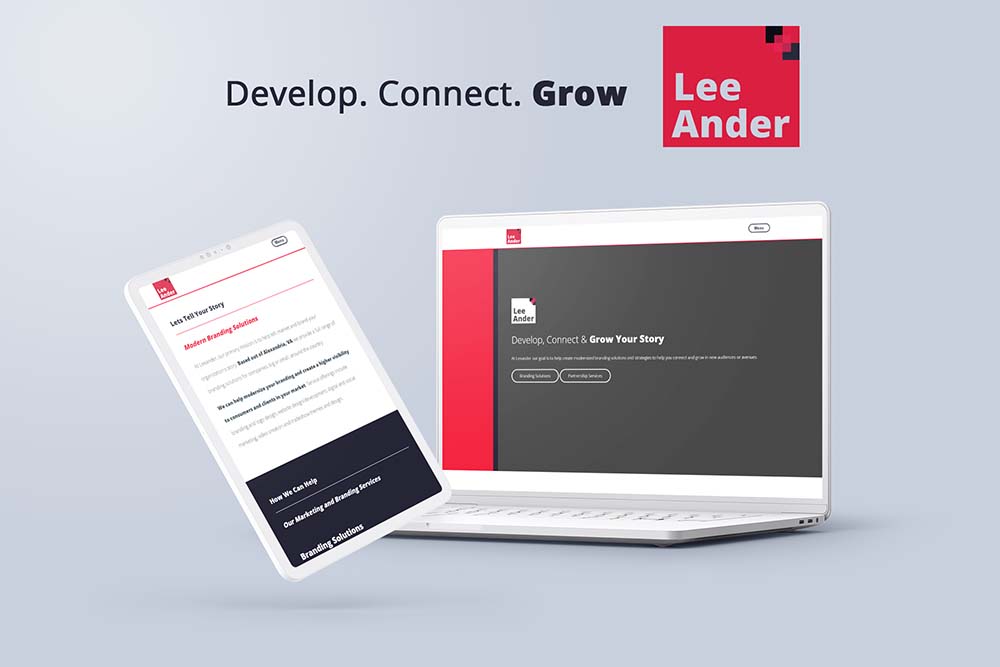 Develop. Connect. Grow
Lee
Ander
Lee
Ander
Menu
Lets Tell Your Story
Modern Branding Solutions
At Leeander, our primary mission is to help tell, market and brand your
organization's story. Based out of Alexandria, VA we provide a full range of
branding solutions for companies, big or small, around the country.
We can help modernize your branding and create a higher visibility
to consumers and clients in your market. Service offerings include
branding and logo design, website design/development, digital and social
marketing, video creation and tradeshow themes and design.
How We Can Help
Our Marketing and Branding Services
Branding Solutions
Lee
Ander
Menu
Lee
Ander
Develop, Connect & Grow Your Story
At Leeander our goal is to help create modernized branding solutions and strategies to help you connect and grow in new audiences or avenues.
Branding Solutions
Partnership Services